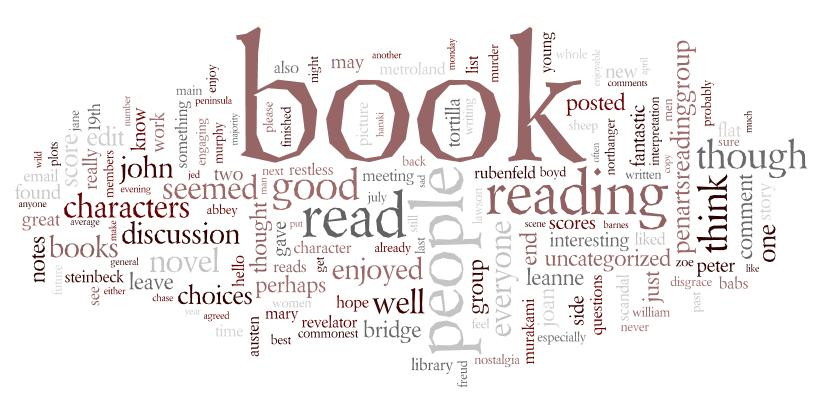 book
people
reading
read
good
though
novel
think
characters
discussion
john
seemed
books
enjoyed
well
choices
penartsreadinggroup
everyone
posted
edit
score
know
work
something
main
enjoy
peninsula
engaging
murphy
majority
also
night
may
another
metroland
monday
list
murder
young
whole
enjoyable
new
april
comments
men
probably
please
finished
picture
haruki
tortilla
writing
sheep
often
northanger
fantastic
interpretation
written
copy
flat
sure
much
jane
19th
number
plots
wild
really
members
evening
jed
two
next
restless
man
meeting
back
july
sad
rubenfeld
boyd
email
found
anyone
great
average
make
abbey
thought
gave
put
character
already
still
last
lawson
scene
scores
barnes
end
interesting
liked
uncategorized
zoe
peter
comment
story
one
like
notes
general
steinbeck
leave
hello
reads
get
perhaps
future
see
either
chase
women
hope
group
leanne
joan
side
questions
scandal
just
disgrace
babs
past
william
never
year
agreed
time
austen
mary
revelator
best
commonest
bridge
feel
murakami
especially
library
freud
nostalgia